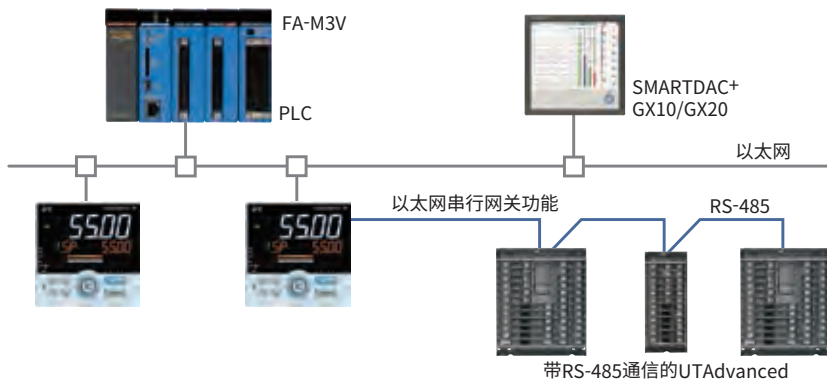 FA-M3V
PLC
SMARTDAC+
GX10/GX20
以太网
5500
SP 5500
5500
SP 5500
以太网串行网关功能
RS-485
带RS-485通信的UTAdvanced